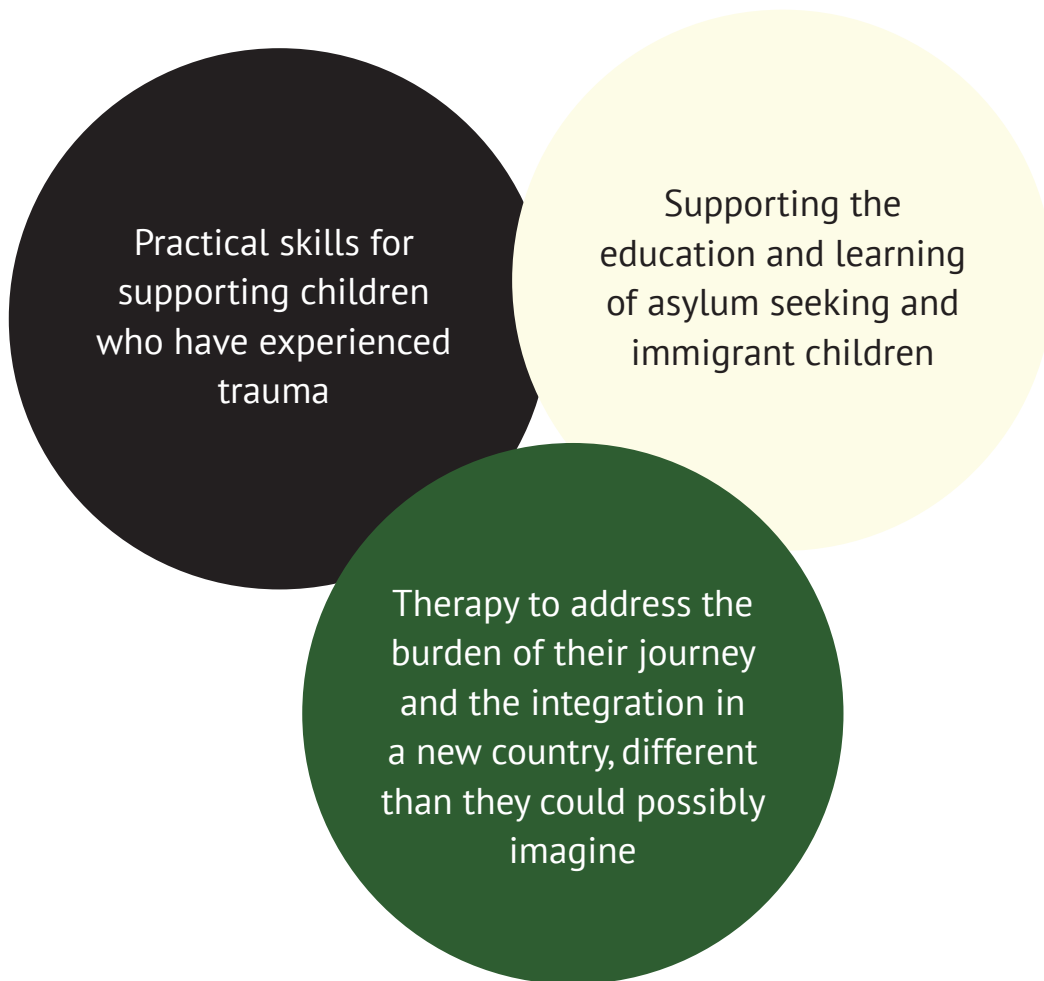 Practical skills for
supporting children
who have experienced
trauma
Supporting the
education and learning
of asylum seeking and
immigrant children
Therapy to address the
burden of their journey
and the integration in
a new country, different
than they could possibly
imagine